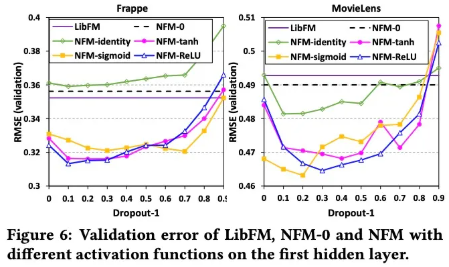 Frappe
MovieLens
LibFM
NFM-0
NFM-identity
NFM-tanh
NFM-sigmoid
NFM-ReLU
RMSE (validation)
0.4
0.38
0.36
0.34
0.32
0.3
0 0.1 0.2 0.3 0.4 0.5 0.6 0.7 0.8 0.9
Dropout-1
LibFM
NFM-0
NFM-identity
NFM-tanh
NFM-sigmoid
NFM-ReLU
RMSE (validation)
0.51
0.5
0.49
0.48
0.47
0.46
0 0.1 0.2 0.3 0.4 0.5 0.6 0.7 0.8 0.9
Dropout-1
Figure 6: Validation error of LibFM, NFM-0 and NFM with
different activation functions on the first hidden layer.